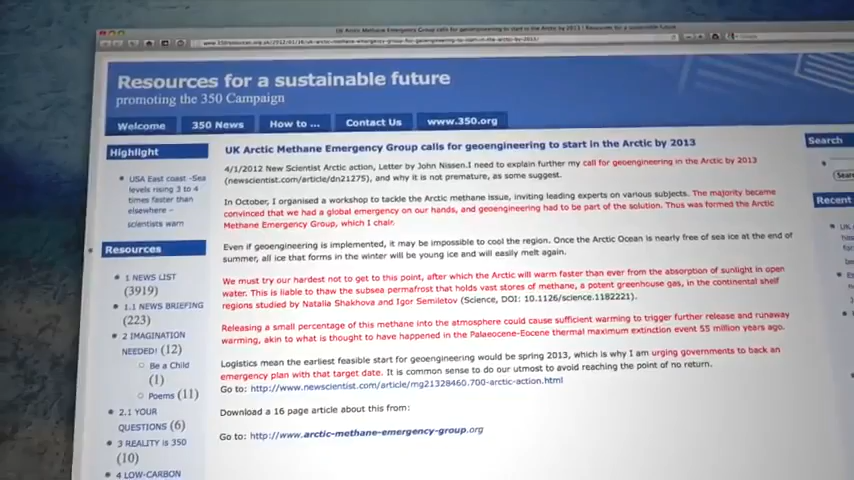 UK Arctic Methane Emergency Group calls for geoengineering to start in the Arctic by 2013 | Resources for a sustainable future
Resources for a sustainable future
promoting the 350 Campaign
Welcome
350 News
How to ...
Contact Us
www.350.org
Highlight
USA East coast -Sea
levels rising 3 to 4
times faster than
elsewhere –
scientists warn
Resources
1 NEWS LIST
(3919)
1.1 NEWS BRIEFING
(223)
2 IMAGINATION
NEEDED! (12)
Be a Child
(1)
Poems (11)
2.1 YOUR
QUESTIONS (6)
3 REALITY is 350
(10)
4 LOW-CARBON
UK Arctic Methane Emergency Group calls for geoengineering to start in the Arctic by 2013
4/1/2012 New Scientist Arctic action, Letter by John Nissen.I need to explain further my call for geoengineering in the Arctic by 2013
(newscientist.com/article/dn21275), and why it is not premature, as some suggest.
In October, I organised a workshop to tackle the Arctic methane issue, inviting leading experts on various subjects. The majority became
convinced that we had a global emergency on our hands, and geoengineering had to be part of the solution. Thus was formed the Arctic
Methane Emergency Group, which I chair.
Even if geoengineering is implemented, it may be impossible to cool the region. Once the Arctic Ocean is nearly free of sea ice at the end of
summer, all ice that forms in the winter will be young ice and will easily melt again.
We must try our hardest not to get to this point, after which the Arctic will warm faster than ever from the absorption of sunlight in open
water. This is liable to thaw the subsea permafrost that holds vast stores of methane, a potent greenhouse gas, in the continental shelf
regions studied by Natalia Shakhova and Igor Semiletov (Science, DOI: 10.1126/science.1182221).
Releasing a small percentage of this methane into the atmosphere could cause sufficient warming to trigger further release and runaway
warming, akin to what is thought to have happened in the Palaeocene-Eocene thermal maximum extinction event 55 million years ago.
Logistics mean the earliest feasible start for geoengineering would be spring 2013, which is why I am urging governments to back an
emergency plan with that target date. It is common sense to do our utmost to avoid reaching the point of no return.
Go to: http://www.newscientist.com/article/mg21328460.700-arctic-action.html
Download a 16 page article about this from:
Go to: http://www.arctic-methane-emergency-group.org
Search
Recent